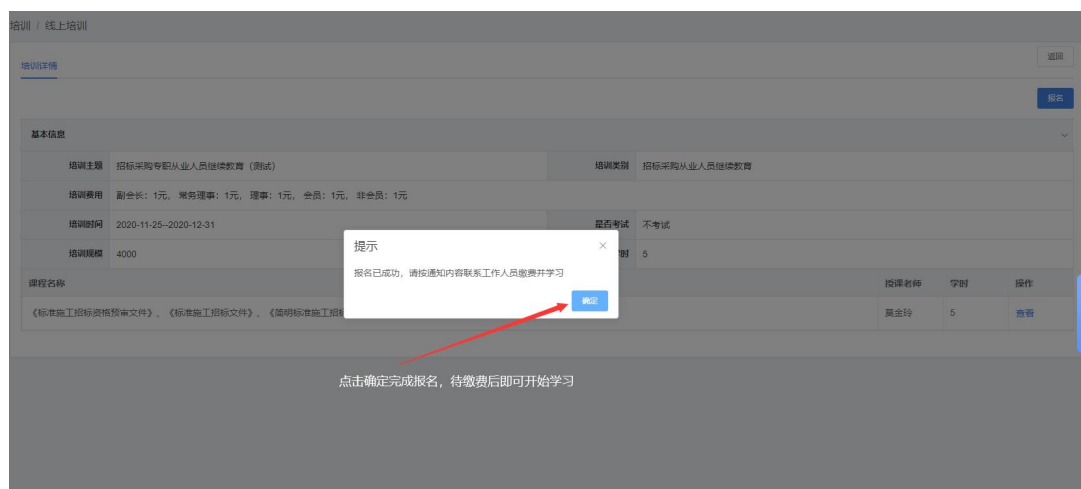 培训 / 线上培训
返回
培训详情
报名
基本信息
培训主题 招标采购专职从业人员继续教育（测试） 培训类别 招标采购从业人员继续教育
培训费用 副会长：1元， 常务理事：1元， 理事：1元， 会员：1元， 非会员：1元
培训时间 2020-11-25--2020-12-31 是否考试 不考试
培训规模 4000 学时 5
提示
报名已成功，请按通知内容联系工作人员缴费并学习
确定
课程名称 授课老师 学时 操作
《标准施工招标资格预审文件》、《标准施工招标文件》、《简明标准施工招标 莫金玲 5 查看
点击确定完成报名，待缴费后即可开始学习